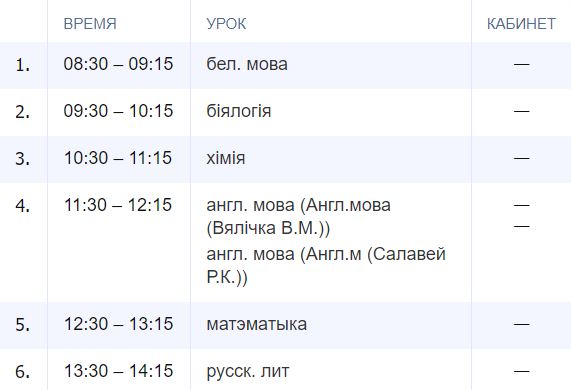 ВРЕМЯ УРОК КАБИНЕТ
1. 08:30 – 09:15 бел. мова —
2. 09:30 – 10:15 біялогія —
3. 10:30 – 11:15 хімія —
4. 11:30 – 12:15 англ. мова (Англ.мова —
(Вялічка В.М.)) —
англ. мова (Англ.м (Салавей
Р.К.))
5. 12:30 – 13:15 матэматыка —
6. 13:30 – 14:15 русск. лит —